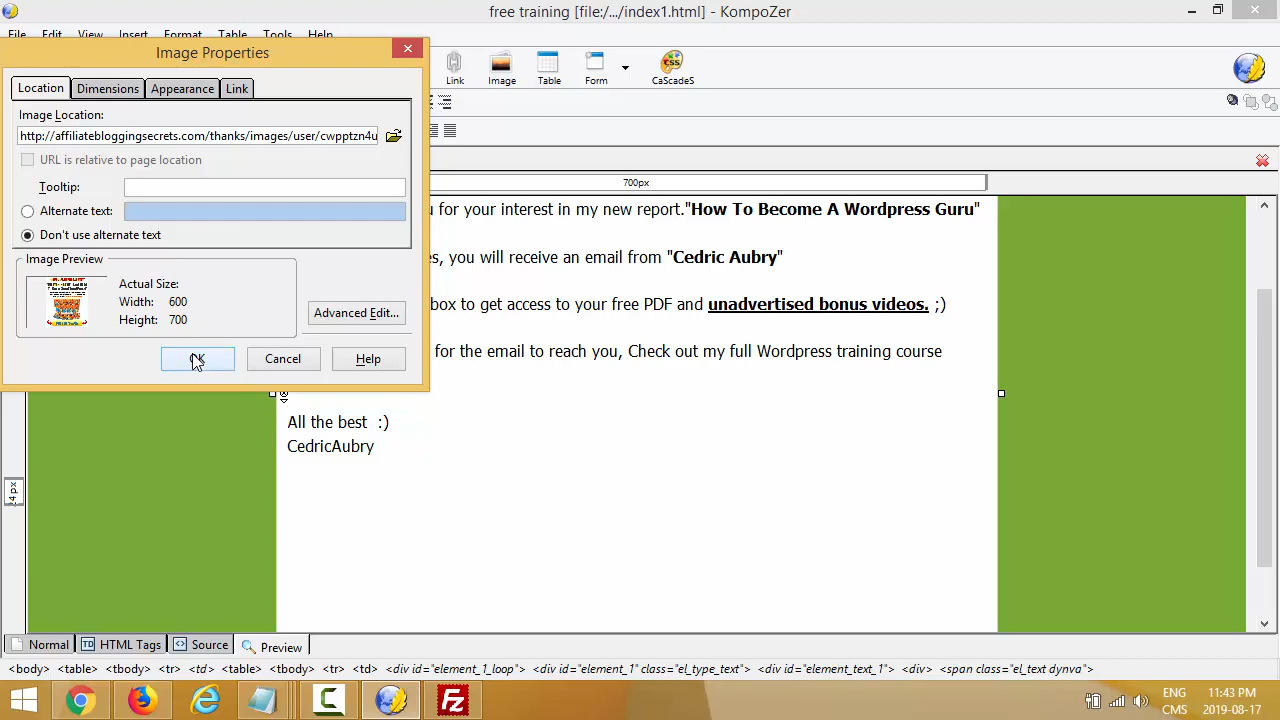 free training [file:/.../index1.html] - KompoZer
File Edit View Insert Format Table Tools Help
Image Properties
Link Image Table Form CaScadeS
Location Dimensions Appearance Link
Image Location:
http://affiliatebloggingsecrets.com/thanks/images/user/cwpptzn4u
URL is relative to page location
Tooltip:
Alternate text:
Don't use alternate text
Image Preview
Actual Size:
Width: 600
Height: 700
Advanced Edit...
OK Cancel Help
700px
u for your interest in my new report."How To Become A Wordpress Guru"
es, you will receive an email from "Cedric Aubry"
box to get access to your free PDF and unadvertised bonus videos. ;)
for the email to reach you, Check out my full Wordpress training course
All the best :)
CedricAubry
4 px
Normal HTML Tags Source Preview
<body> <table> <tbody> <tr> <td> <table> <tbody> <tr> <td> <div id="element_1_loop"> <div id="element_1" class="el_type_text"> <div id="element_text_1"> <div> <span class="el_text dynva">
ENG 11:43 PM
CMS 2019-08-17